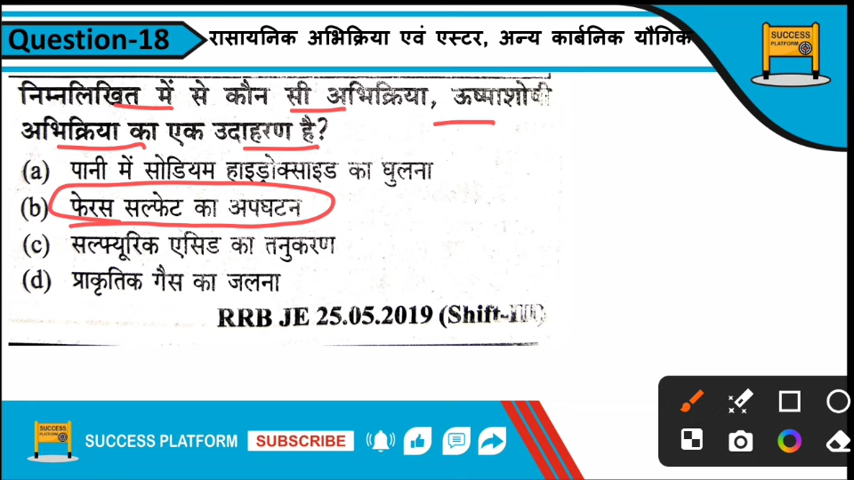 Question-18
रासायनिक अभिक्रिया एवं एस्टर, अन्य कार्बनिक यौगिक
SUCCESS
PLATFORM
निम्नलिखित में से कौन सी अभिक्रिया, ऊष्माशोषी
अभिक्रिया का एक उदाहरण है?
(a) पानी में सोडियम हाइड्रोक्साइड का घुलना
(b) फेरस सल्फेट का अपघटन
(c) सल्फ्यूरिक एसिड का तनुकरण
(d) प्राकृतिक गैस का जलना
RRB JE 25.05.2019 (Shift-III)
SUCCESS
PLATFORM
SUCCESS PLATFORM
SUBSCRIBE